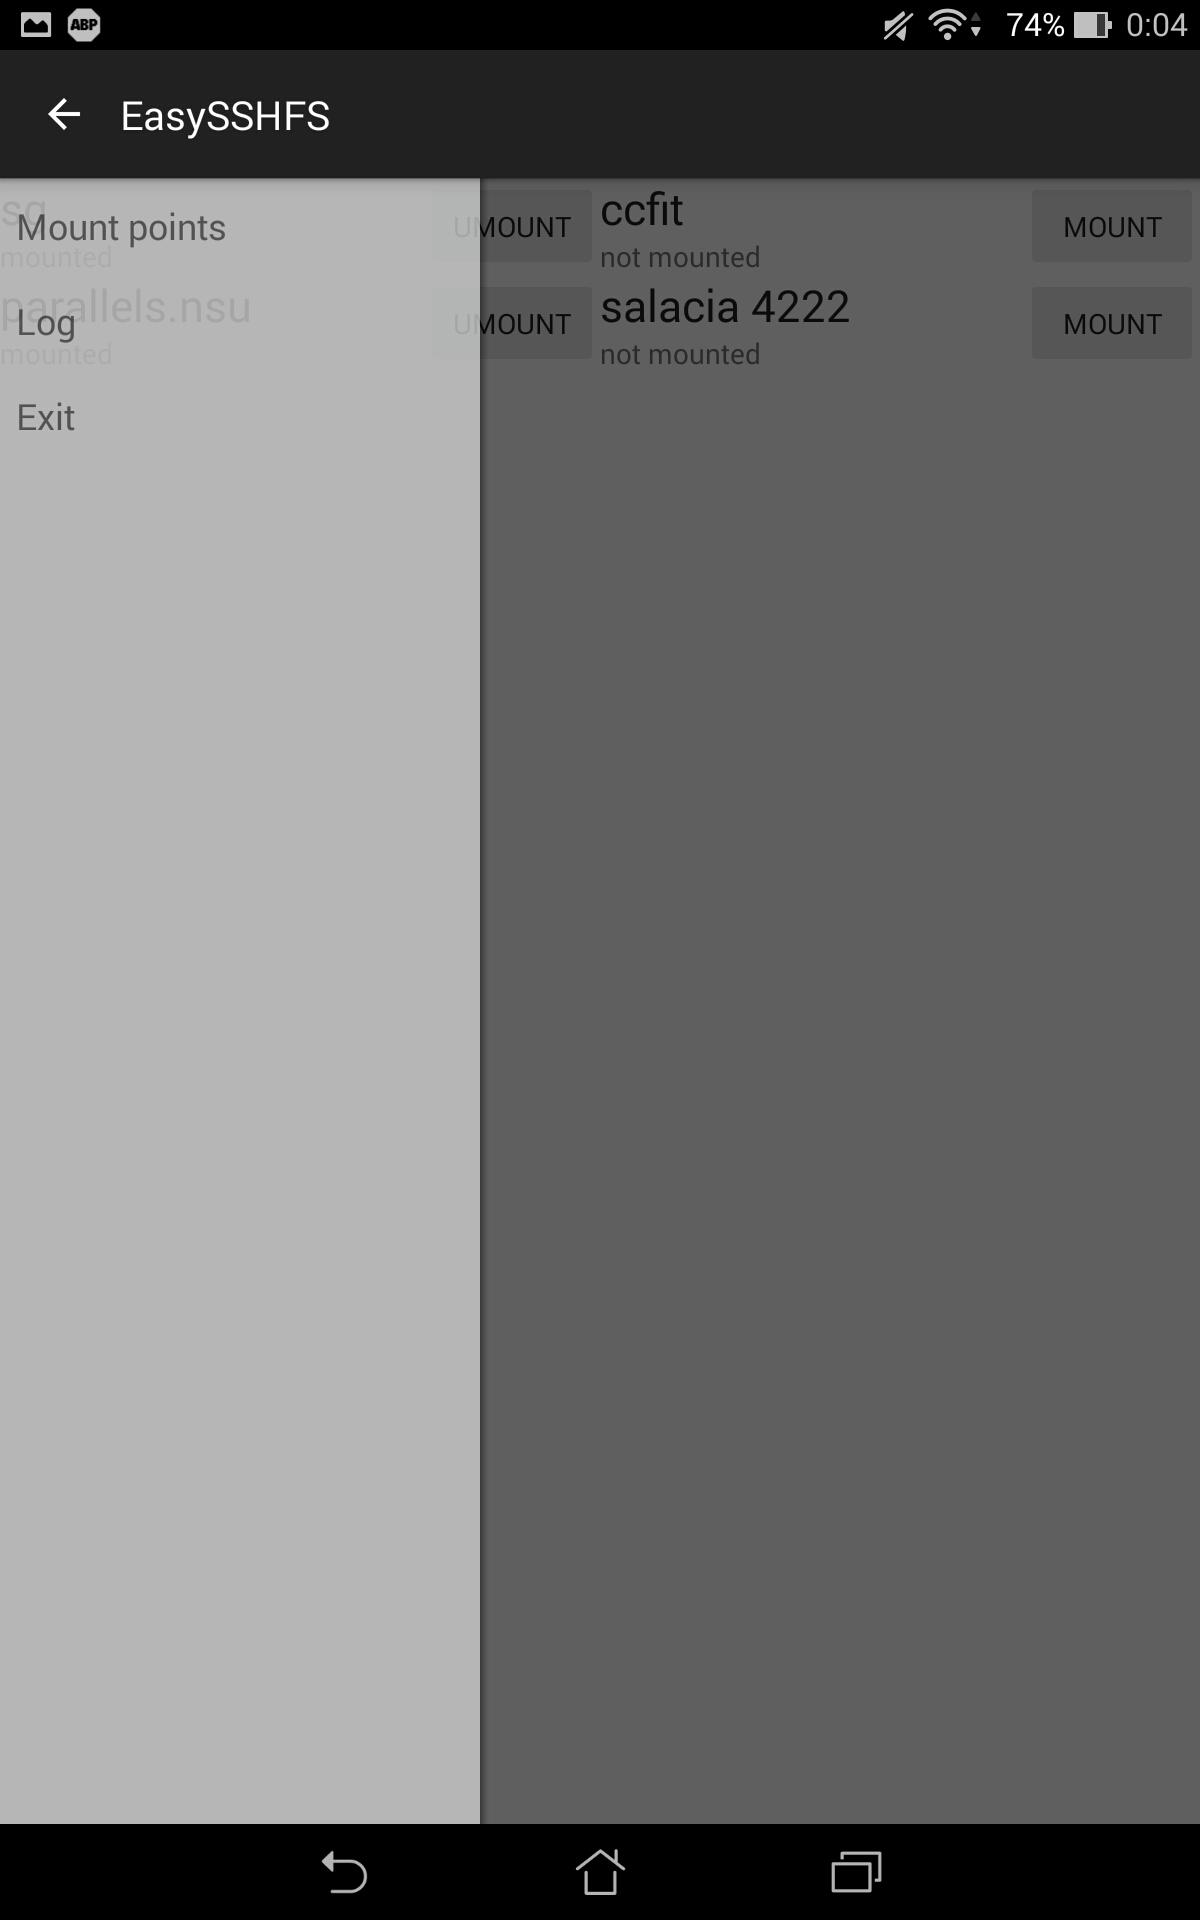 ABP 74% 0:04
EasySSHFS
Mount points
Log
Exit
sg UMOUNT
mounted
ccfit MOUNT
not mounted
parallels.nsu UMOUNT
mounted
salacia 4222 MOUNT
not mounted